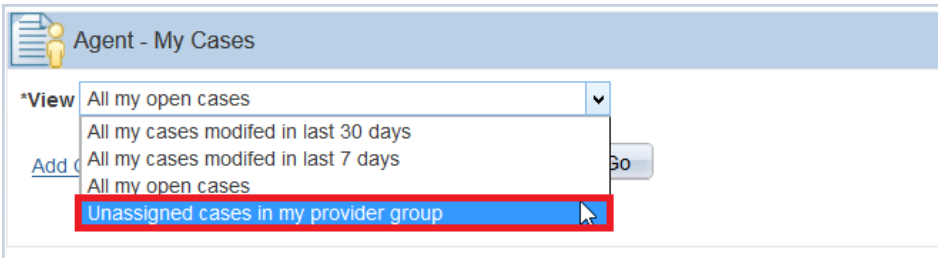 Agent - My Cases
*View All my open cases
All my cases modifed in last 30 days
All my cases modifed in last 7 days
Add
All my open cases
Unassigned cases in my provider group